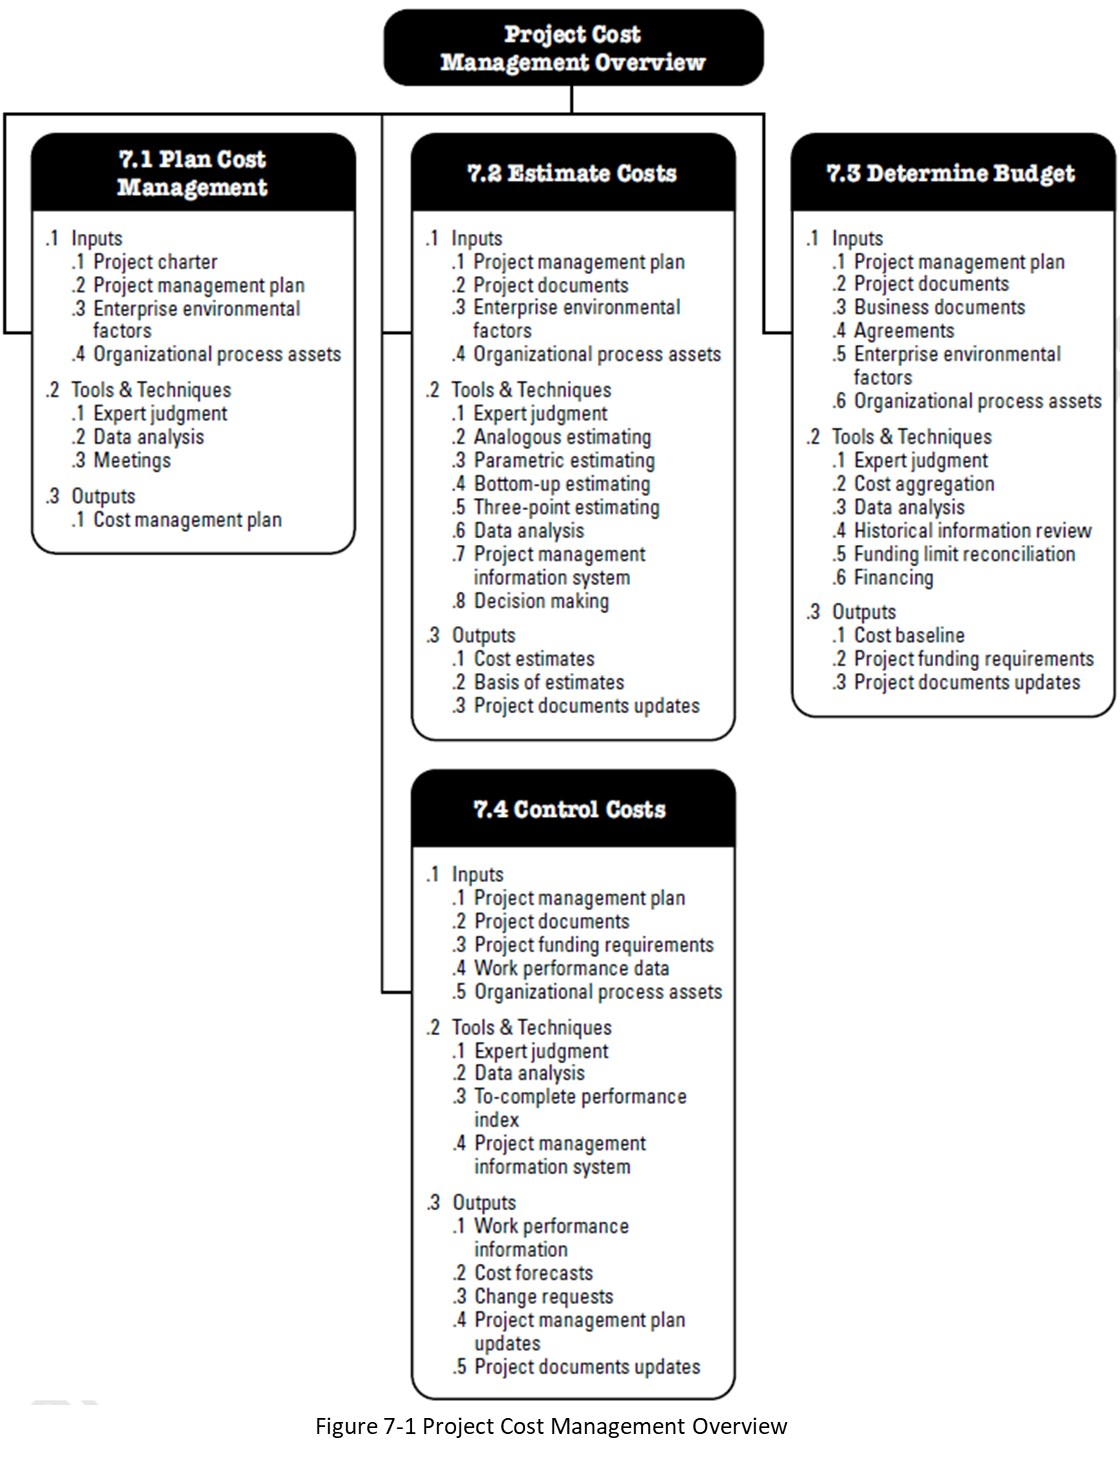 Project Cost
Management Overview
7.1 Plan Cost
Management
.1 Inputs
.1 Project charter
.2 Project management plan
.3 Enterprise environmental
factors
.4 Organizational process assets
.2 Tools & Techniques
.1 Expert judgment
.2 Data analysis
.3 Meetings
.3 Outputs
.1 Cost management plan
7.2 Estimate Costs
.1 Inputs
.1 Project management plan
.2 Project documents
.3 Enterprise environmental
factors
.4 Organizational process assets
.2 Tools & Techniques
.1 Expert judgment
.2 Analogous estimating
.3 Parametric estimating
.4 Bottom-up estimating
.5 Three-point estimating
.6 Data analysis
.7 Project management
information system
.8 Decision making
.3 Outputs
.1 Cost estimates
.2 Basis of estimates
.3 Project documents updates
7.3 Determine Budget
.1 Inputs
.1 Project management plan
.2 Project documents
.3 Business documents
.4 Agreements
.5 Enterprise environmental
factors
.6 Organizational process assets
.2 Tools & Techniques
.1 Expert judgment
.2 Cost aggregation
.3 Data analysis
.4 Historical information review
.5 Funding limit reconciliation
.6 Financing
.3 Outputs
.1 Cost baseline
.2 Project funding requirements
.3 Project documents updates
7.4 Control Costs
.1 Inputs
.1 Project management plan
.2 Project documents
.3 Project funding requirements
.4 Work performance data
.5 Organizational process assets
.2 Tools & Techniques
.1 Expert judgment
.2 Data analysis
.3 To-complete performance
index
.4 Project management
information system
.3 Outputs
.1 Work performance
information
.2 Cost forecasts
.3 Change requests
.4 Project management plan
updates
.5 Project documents updates
Figure 7-1 Project Cost Management Overview